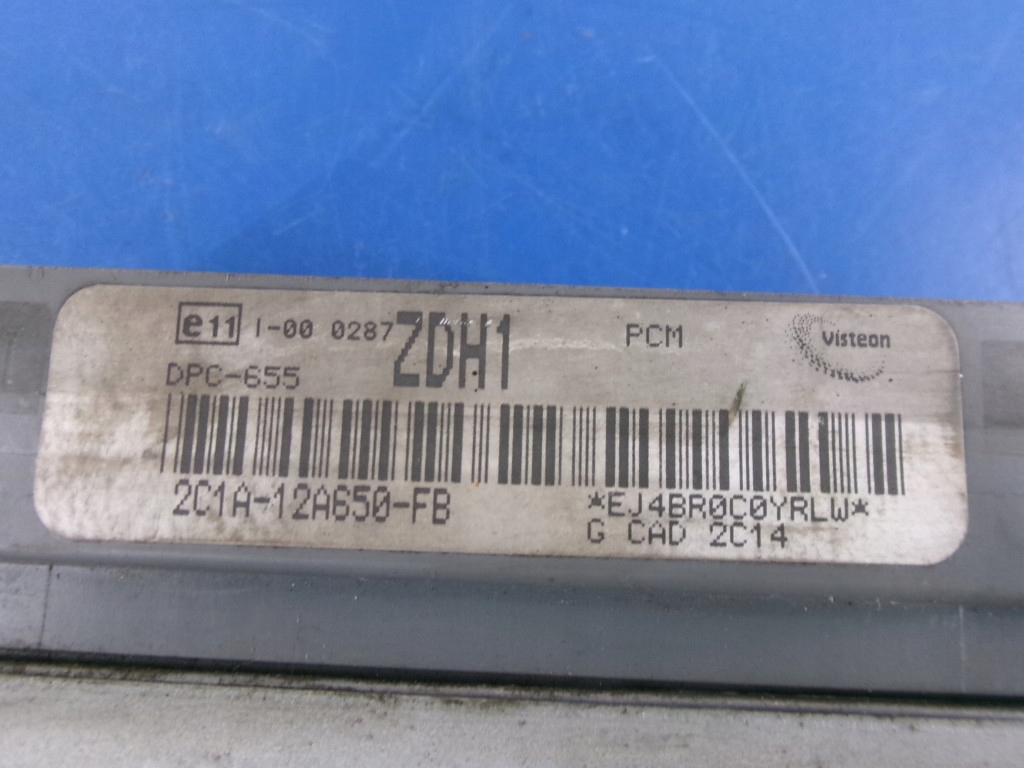 e11 I-00 0287 ZDH1 PCM Visteon
DPC-655
2C1A-12A650-FB *EJ4BR0C0YRLW*
G CAD 2C14